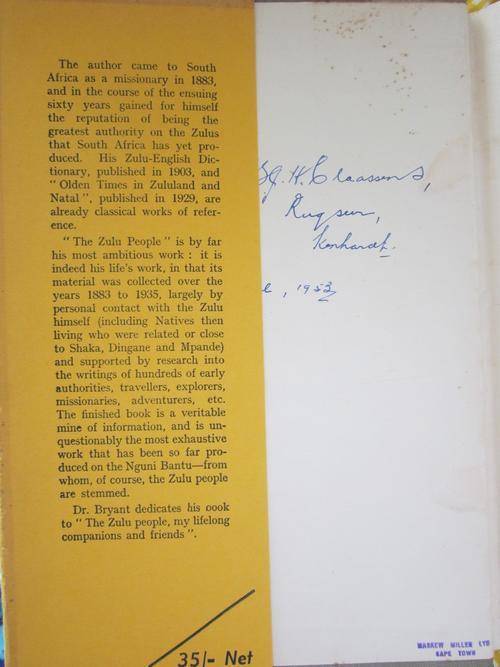 The author came to South
Africa as a missionary in 1883,
and in the course of the ensuing
sixty years gained for himself
the reputation of being the
greatest authority on the Zulus
that South Africa has yet pro-
duced. His Zulu-English Dic-
tionary, published in 1903, and
“Olden Times in Zululand and
Natal”, published in 1929, are
already classical works of refer-
ence.
“The Zulu People” is by far
his most ambitious work : it is
indeed his life's work, in that its
material was collected over the
years 1883 to 1935, largely by
personal contact with the Zulu
himself (including Natives then
living who were related or close
to Shaka, Dingane and Mpande)
and supported by research into
the writings of hundreds of early
authorities, travellers, explorers,
missionaries, adventurers, etc.
The finished book is a veritable
mine of information, and is un-
questionably the most exhaustive
work that has been so far pro-
duced on the Nguni Bantu—from
whom, of course, the Zulu people
are stemmed.
Dr. Bryant dedicates his book
to “The Zulu people, my lifelong
companions and friends”.
35/- Net
H. Claassens,
Rugseer,
Kenhardt.
, 1953
MASKEW MILLER LTD
CAPE TOWN